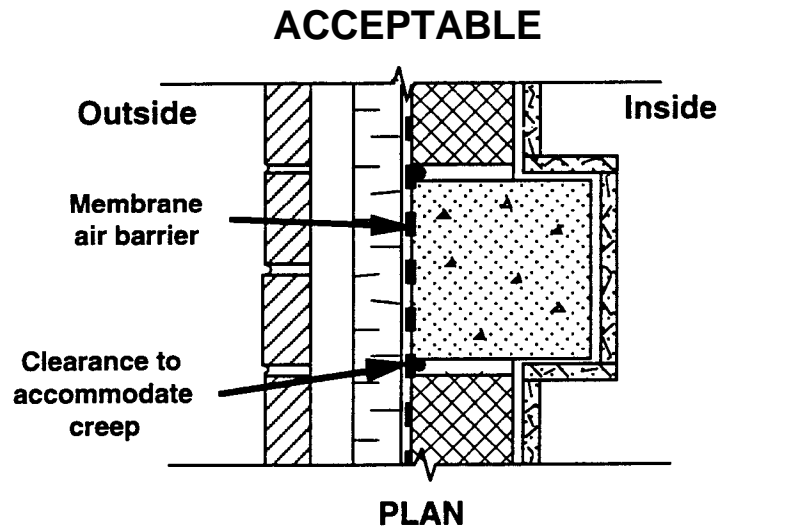 ACCEPTABLE
Outside
Inside
Membrane
air barrier
Clearance to
accommodate
creep
PLAN